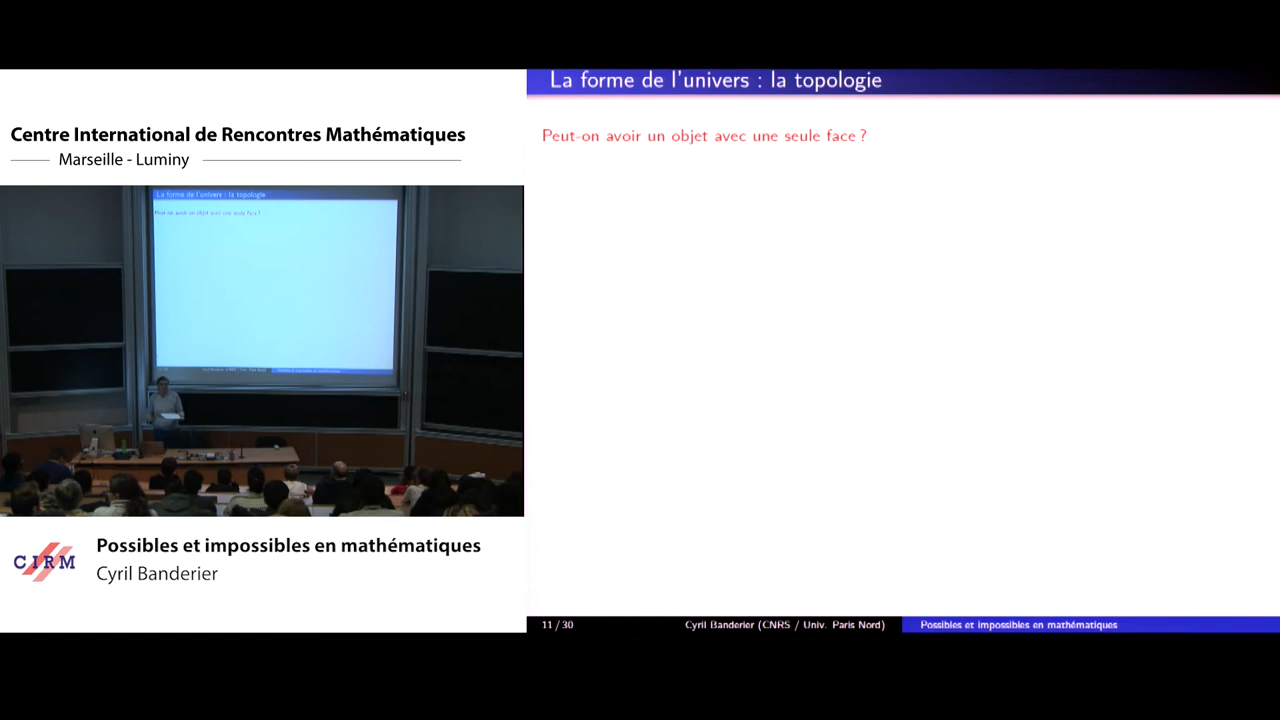 Centre International de Rencontres Mathématiques
Marseille - Luminy
La forme de l'univers : la topologie
Peut-on avoir un objet avec une seule face ?
CIRM
Possibles et impossibles en mathématiques
Cyril Banderier
La forme de l'univers : la topologie
Peut-on avoir un objet avec une seule face ?
11 / 30
Cyril Banderier (CNRS / Univ. Paris Nord)
Possibles et impossibles en mathématiques